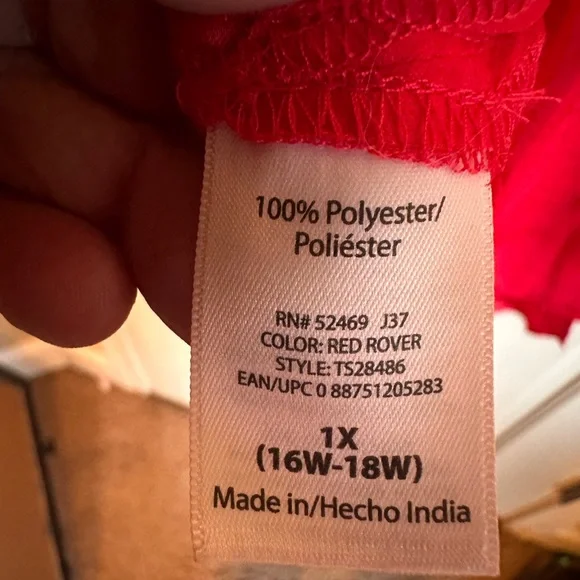 100% Polyester/
Poliéster
RN# 52469 J37
COLOR: RED ROVER
STYLE: TS28486
EAN/UPC 0 88751205283
1X
(16W-18W)
Made in/Hecho India